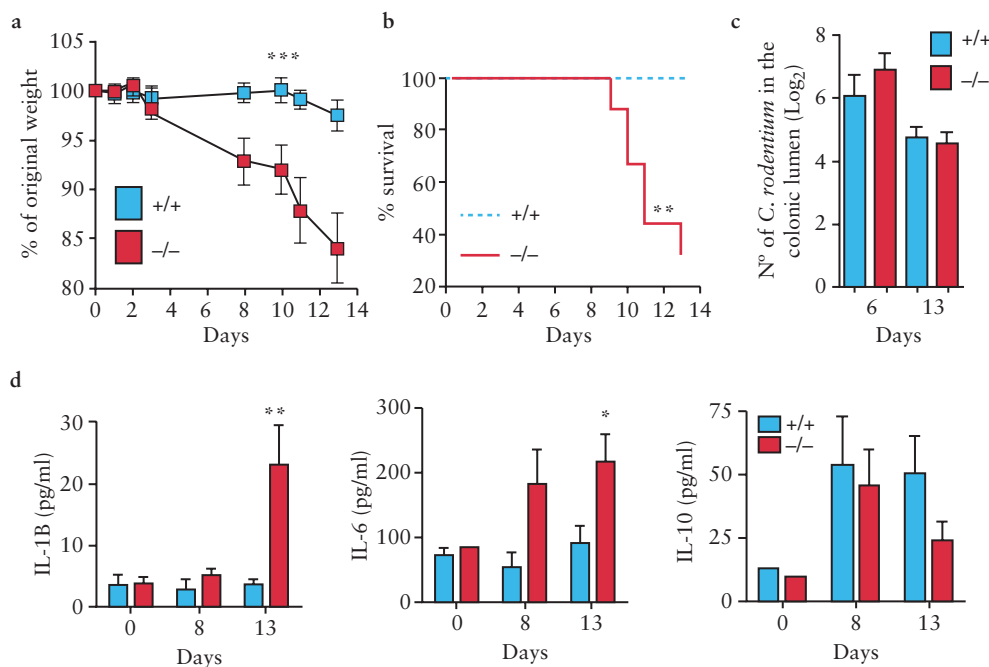 a
105
100
95
90
85
80
% of original weight
***
+/+
–/–
0 2 4 6 8 10 12 14
Days
b
100
80
60
40
20
% survival
+/+
–/–
**
0 2 4 6 8 10 12 14
Days
c
8
6
4
2
0
Nº of C. rodentium in the
colonic lumen (Log₂)
+/+
–/–
6 13
Days
d
30
20
10
0
IL-1B (pg/ml)
**
0 8 13
Days
300
200
100
0
IL-6 (pg/ml)
*
0 8 13
Days
75
50
25
0
IL-10 (pg/ml)
+/+
–/–
0 8 13
Days